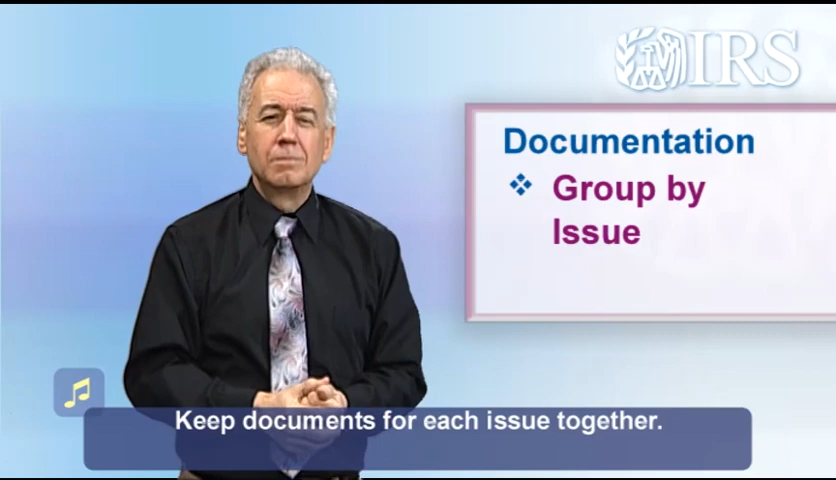 IRS
Documentation
Group by
Issue
Keep documents for each issue together.